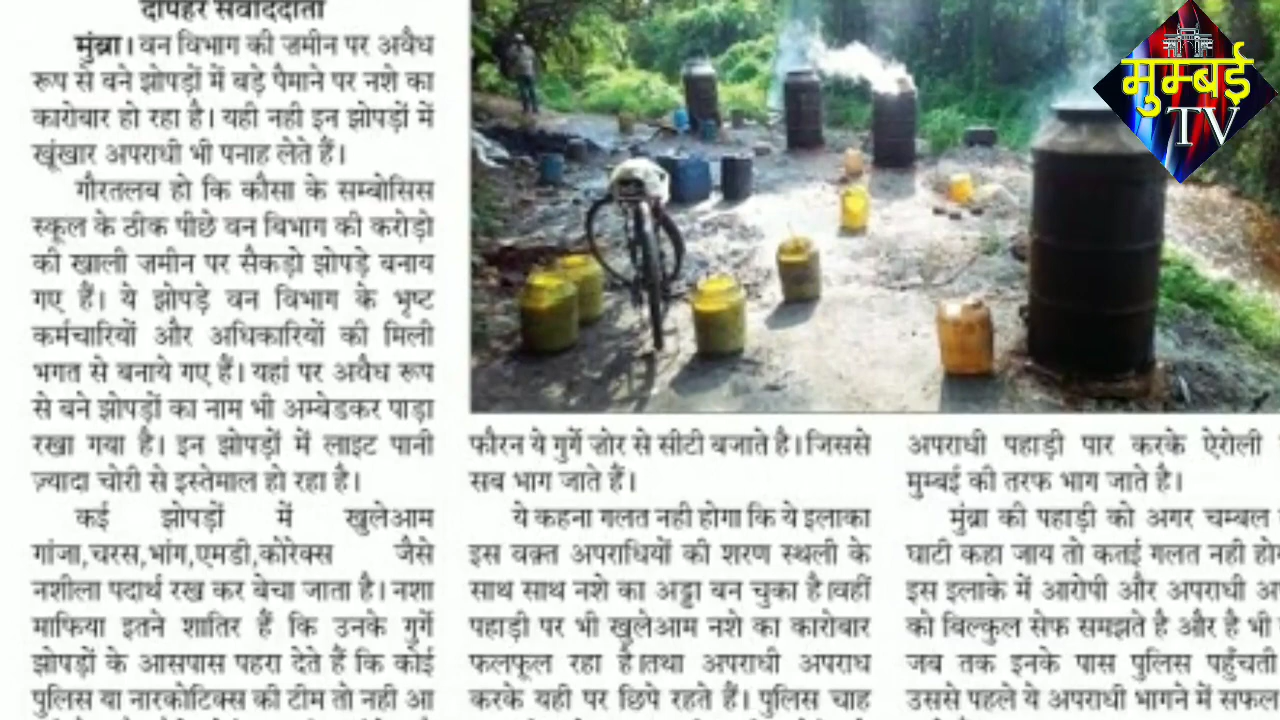 दोपहर संवाददाता
मुंब्रा। वन विभाग की ज़मीन पर अवैध
रूप से बने झोपड़ों में बड़े पैमाने पर नशे का
कारोबार हो रहा है। यही नही इन झोपड़ों में
खूंखार अपराधी भी पनाह लेते हैं।
गौरतलब हो कि कौसा के सम्बोसिस
स्कूल के ठीक पीछे वन विभाग की करोड़ो
की खाली ज़मीन पर सैकड़ो झोपड़े बनाय
गए हैं। ये झोपड़े वन विभाग के भृष्ट
कर्मचारियों और अधिकारियों की मिली
भगत से बनाये गए हैं। यहां पर अवैध रूप
से बने झोपड़ों का नाम भी अम्बेडकर पाड़ा
रखा गया है। इन झोपड़ों में लाइट पानी
ज़्यादा चोरी से इस्तेमाल हो रहा है।
कई झोपड़ों में खुलेआम
गांजा,चरस,भांग,एमडी,कोरेक्स जैसे
नशीला पदार्थ रख कर बेचा जाता है। नशा
माफिया इतने शातिर हैं कि उनके गुर्गे
झोपड़ों के आसपास पहरा देते हैं कि कोई
पुलिस या नारकोटिक्स की टीम तो नही आ
फौरन ये गुर्गे ज़ोर से सीटी बजाते है। जिससे
सब भाग जाते हैं।
ये कहना गलत नही होगा कि ये इलाका
इस वक़्त अपराधियों की शरण स्थली के
साथ साथ नशे का अड्डा बन चुका है।वहीं
पहाड़ी पर भी खुलेआम नशे का कारोबार
फलफूल रहा है।तथा अपराधी अपराध
करके यही पर छिपे रहते हैं। पुलिस चाह
अपराधी पहाड़ी पार करके ऐरोली
मुम्बई की तरफ भाग जाते है।
मुंब्रा की पहाड़ी को अगर चम्बल
घाटी कहा जाय तो कतई गलत नही
इस इलाके में आरोपी और अपराधी
को बिल्कुल सेफ समझते है और है भी
जब तक इनके पास पुलिस पहुँचती
उससे पहले ये अपराधी भागने में सफल
मुम्बई
TV